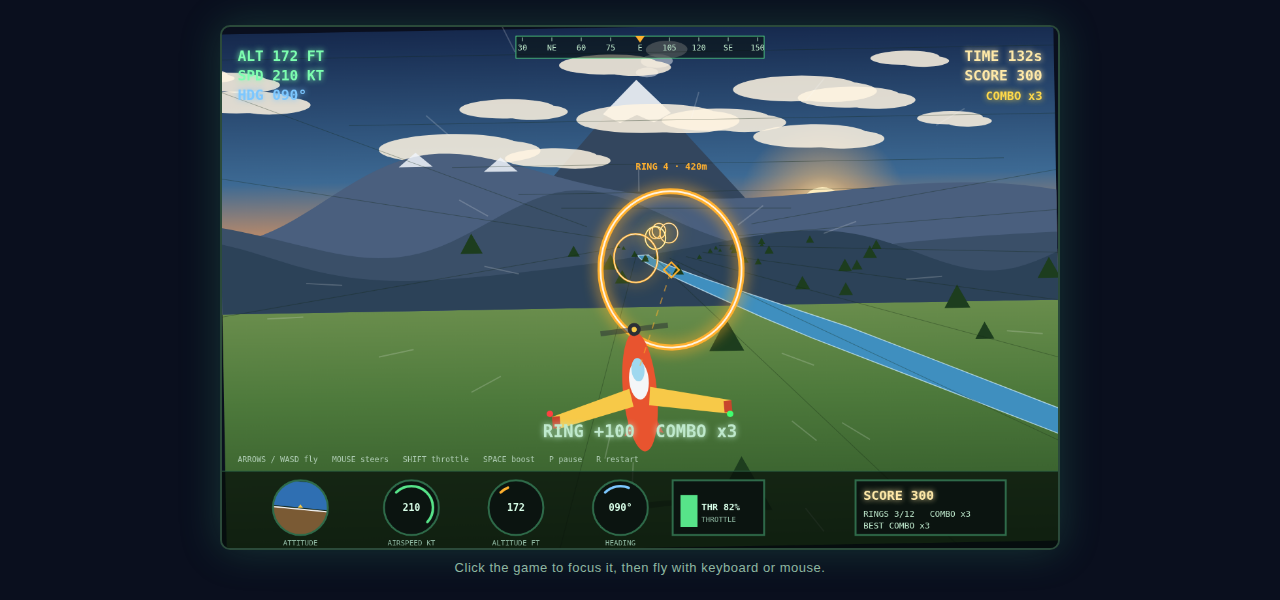 ALT 172 FT
SPD 210 KT
HDG 090°
30 NE 60 75 E 105 120 SE 150
TIME 132s
SCORE 300
COMBO x3
RING 4 · 420m
RING +100 COMBO x3
ARROWS / WASD fly MOUSE steers SHIFT throttle SPACE boost P pause R restart
210
AIRSPEED KT
172
ALTITUDE FT
090°
HEADING
ATTITUDE
THR 82%
THROTTLE
SCORE 300
RINGS 3/12 COMBO x3
BEST COMBO x3
Click the game to focus it, then fly with keyboard or mouse.